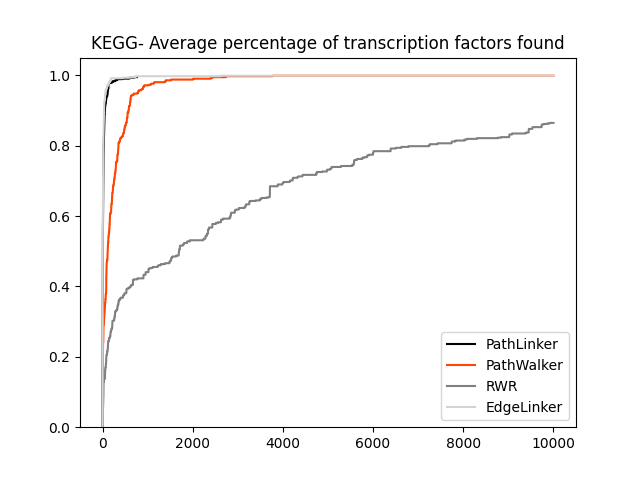 KEGG- Average percentage of transcription factors found
1.0
0.8
0.6
0.4
0.2
0.0
0 2000 4000 6000 8000 10000
PathLinker
PathWalker
RWR
EdgeLinker